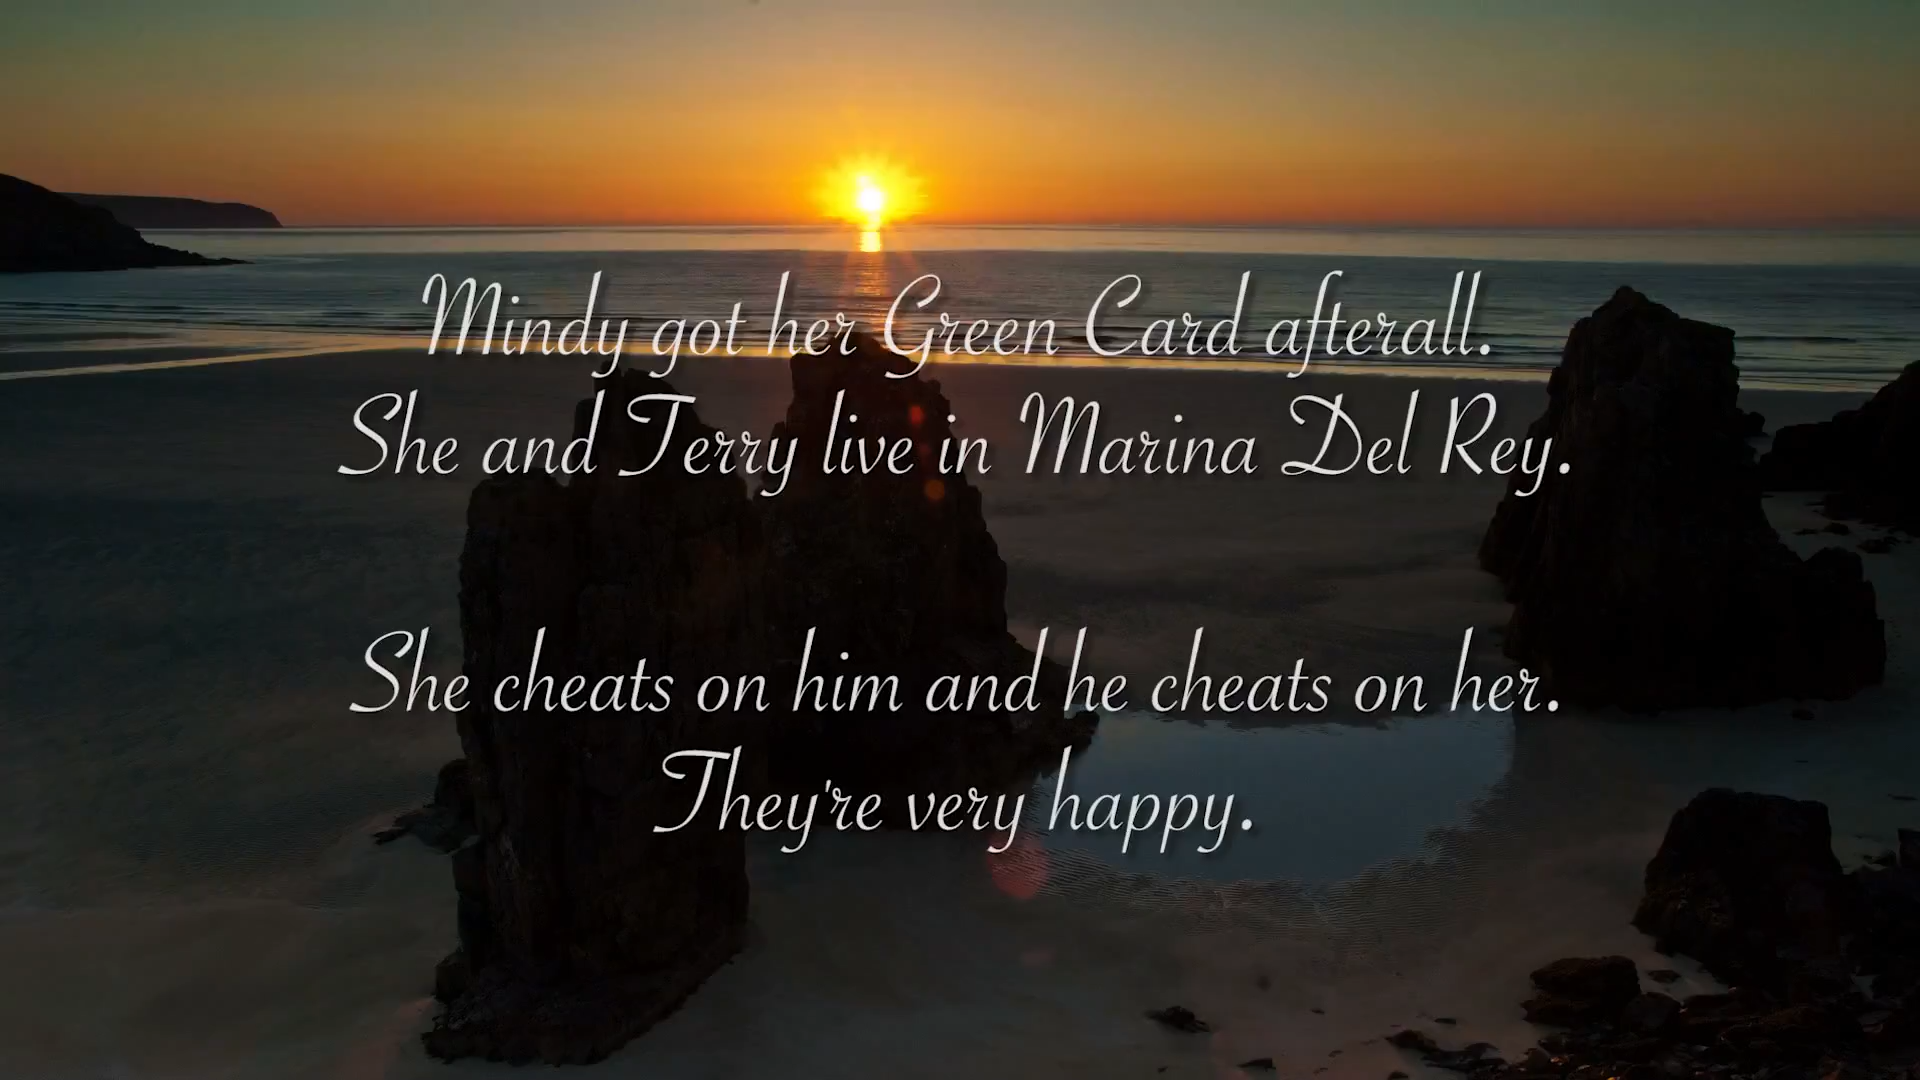 Mindy got her Green Card afterall.
She and Terry live in Marina Del Rey.
She cheats on him and he cheats on her.
They're very happy.